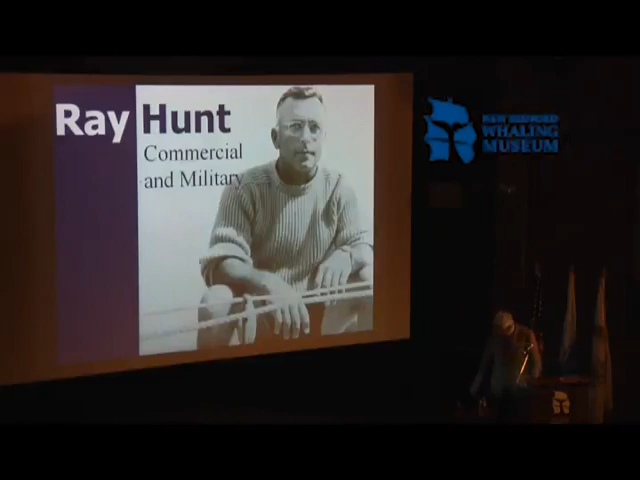 Ray Hunt
Commercial
and Military
NEW BEDFORD
WHALING
MUSEUM